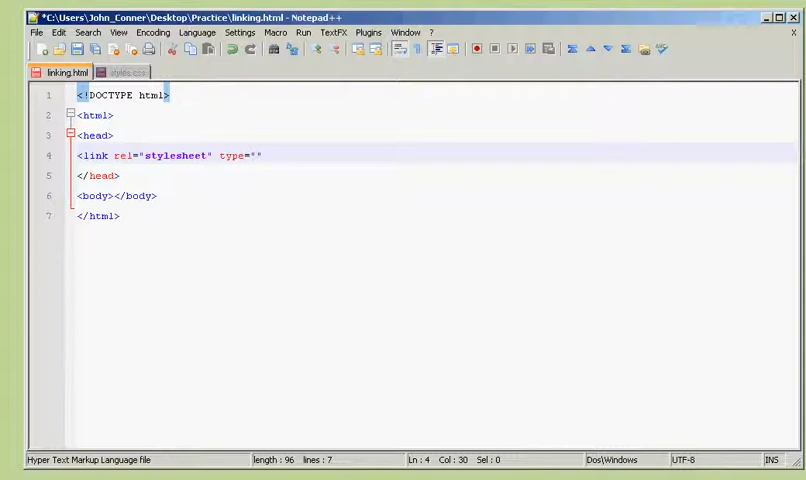 *C:\Users\John_Conner\Desktop\Practice\linking.html - Notepad++
File Edit Search View Encoding Language Settings Macro Run TextFX Plugins Window ? X
linking.html styles.css
1 <!DOCTYPE html>
2 <html>
3 <head>
4 <link rel="stylesheet" type=""
5 </head>
6 <body></body>
7 </html>
Hyper Text Markup Language file length : 96 lines : 7 Ln : 4 Col : 30 Sel : 0 Dos\Windows UTF-8 INS